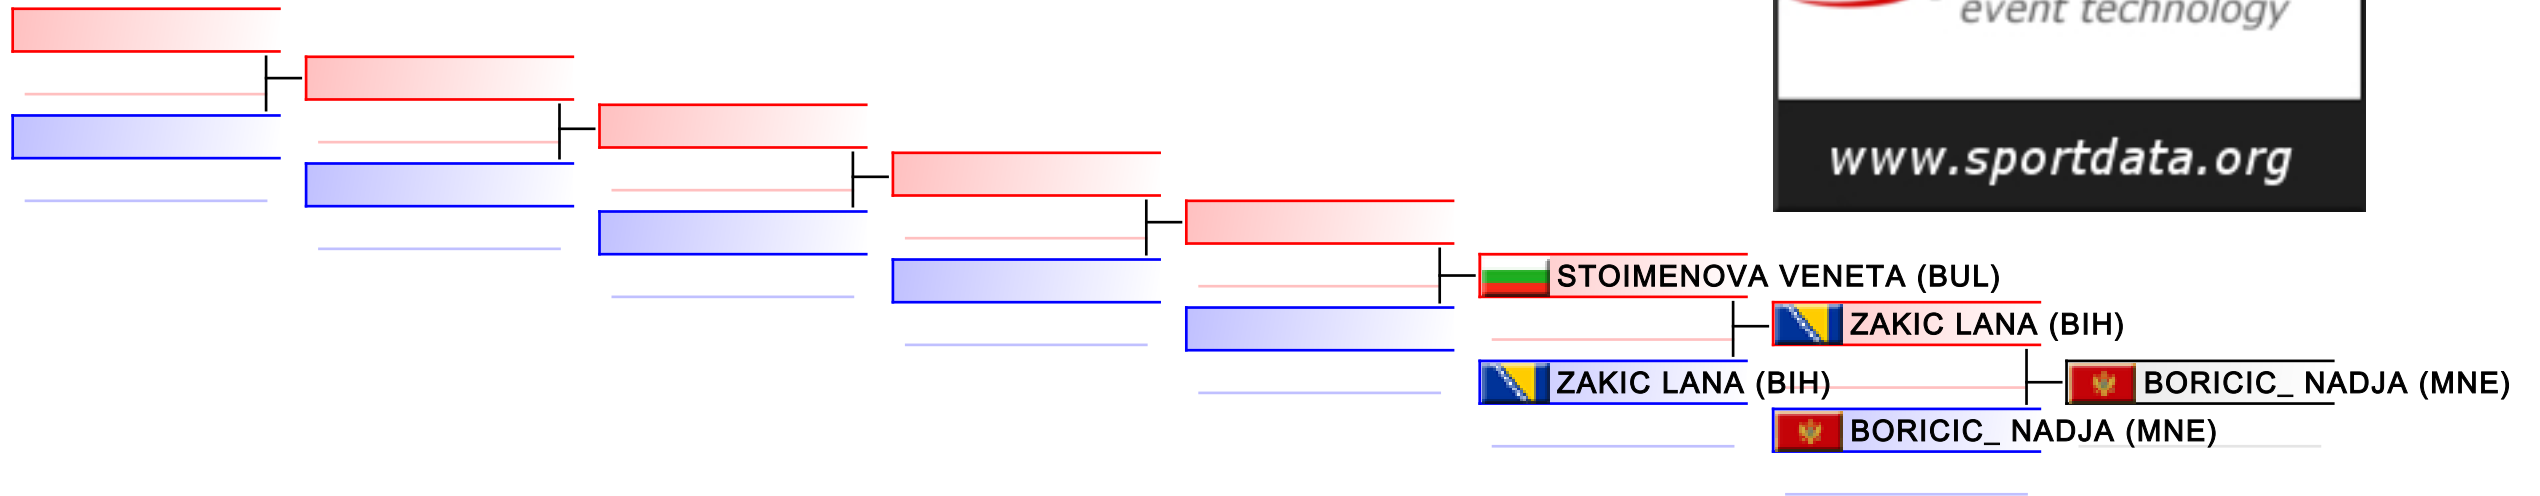 event technology
www.sportdata.org
STOIMENOVA VENETA (BUL)
ZAKIC LANA (BIH)
ZAKIC LANA (BIH)
BORICIC_ NADJA (MNE)
BORICIC_ NADJA (MNE)